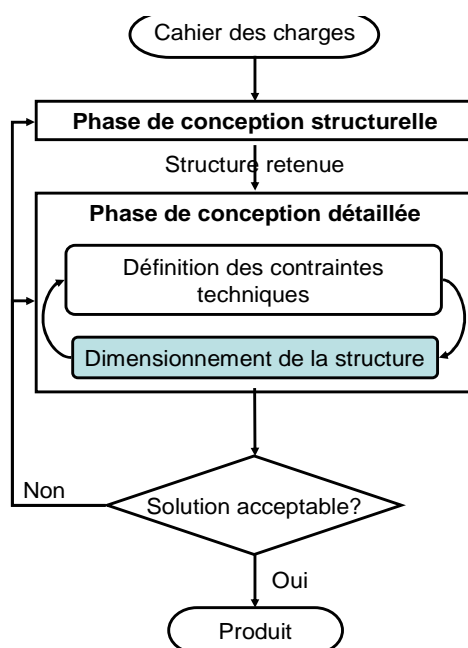 Cahier des charges
Phase de conception structurelle
Structure retenue
Phase de conception détaillée
Définition des contraintes
techniques
Dimensionnement de la structure
Non
Solution acceptable?
Oui
Produit